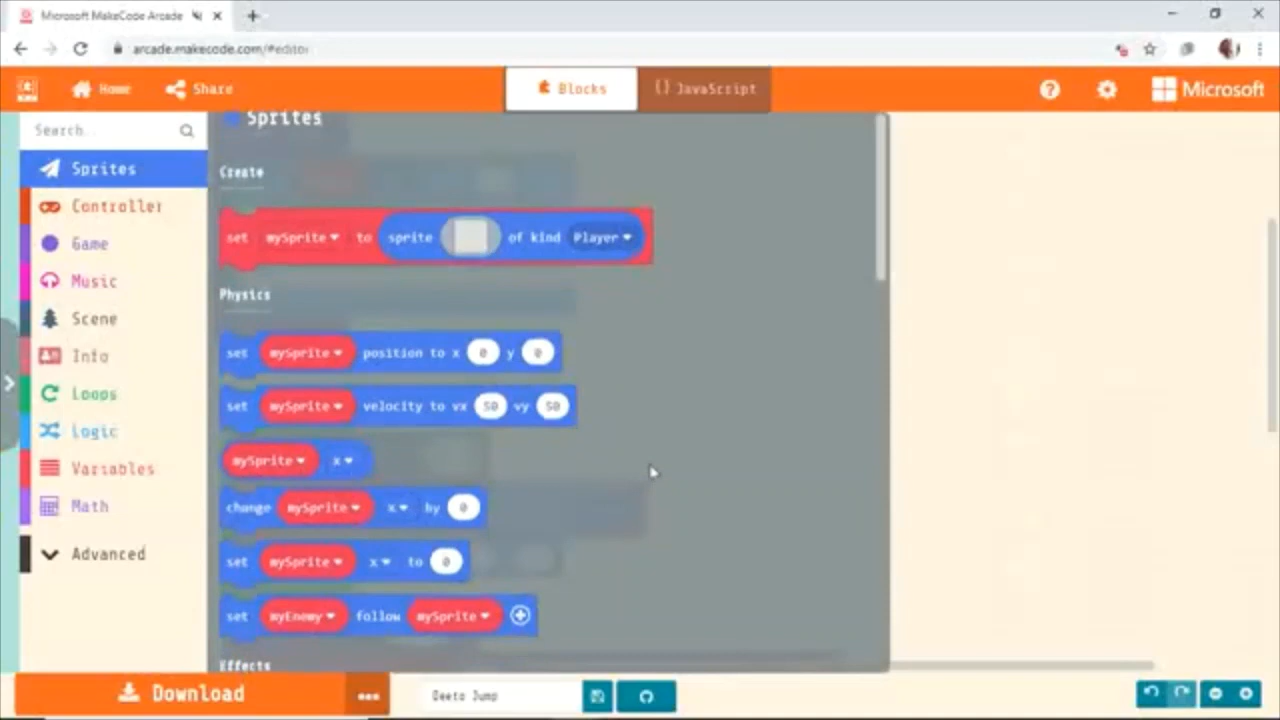 Microsoft MakeCode Arcade
arcade.makecode.com/#editor
Home
Share
Blocks
{} JavaScript
Microsoft
Search...
Sprites
Controller
Game
Music
Scene
Info
Loops
Logic
Variables
Math
Advanced
Sprites
Create
set mySprite to sprite of kind Player
Physics
set mySprite position to x 0 y 0
set mySprite velocity to vx 50 vy 50
mySprite x
change mySprite x by 0
set mySprite x to 0
set myEnemy follow mySprite
Effects
Download
Geeto Jump